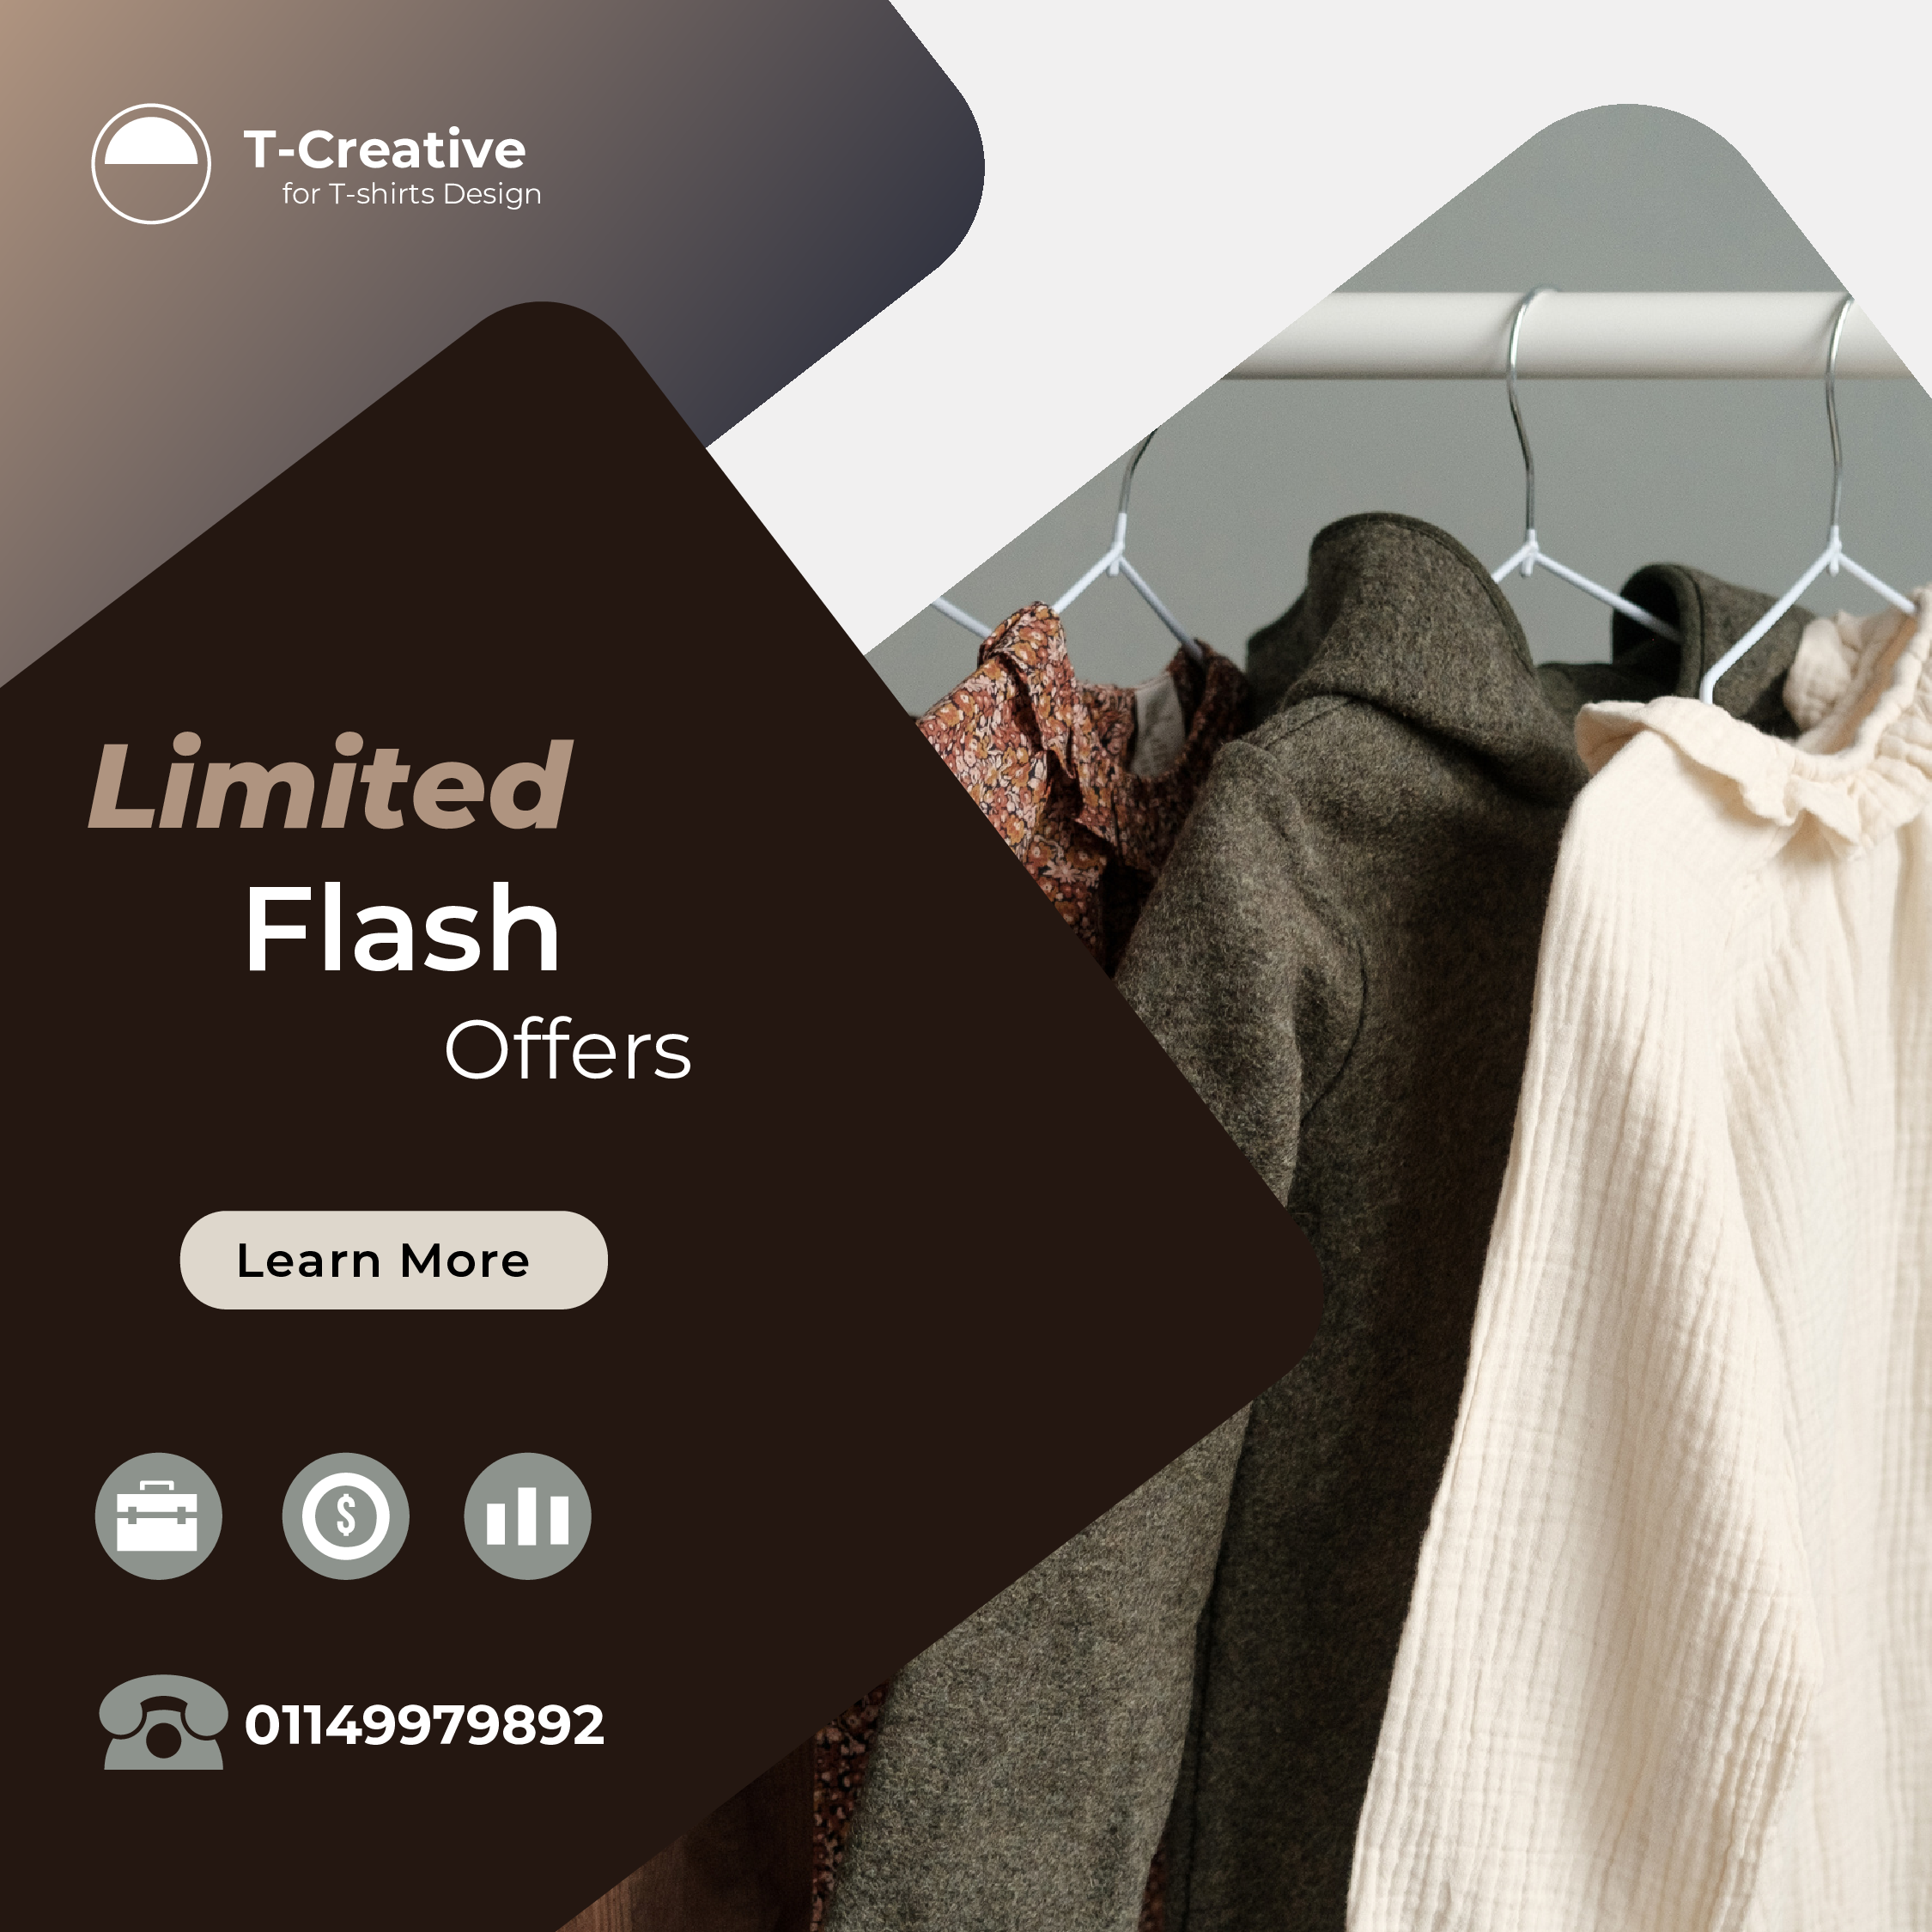 T-Creative
for T-shirts Design
Limited
Flash
Offers
Learn More
$
01149979892